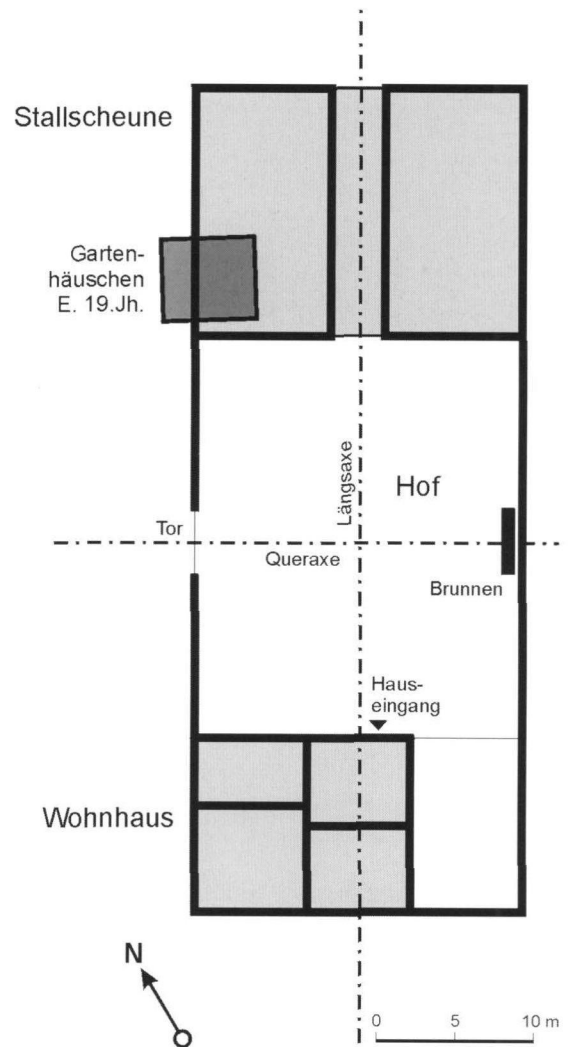 Stallscheune
Garten-
häuschen
E. 19.Jh.
Längsaxe
Hof
Tor
Queraxe
Brunnen
Haus-
eingang
Wohnhaus
N
0 5 10 m